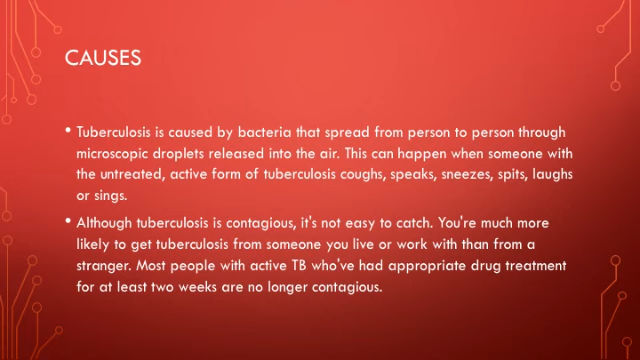 CAUSES
• Tuberculosis is caused by bacteria that spread from person to person through
microscopic droplets released into the air. This can happen when someone with
the untreated, active form of tuberculosis coughs, speaks, sneezes, spits, laughs
or sings.
• Although tuberculosis is contagious, it's not easy to catch. You're much more
likely to get tuberculosis from someone you live or work with than from a
stranger. Most people with active TB who've had appropriate drug treatment
for at least two weeks are no longer contagious.